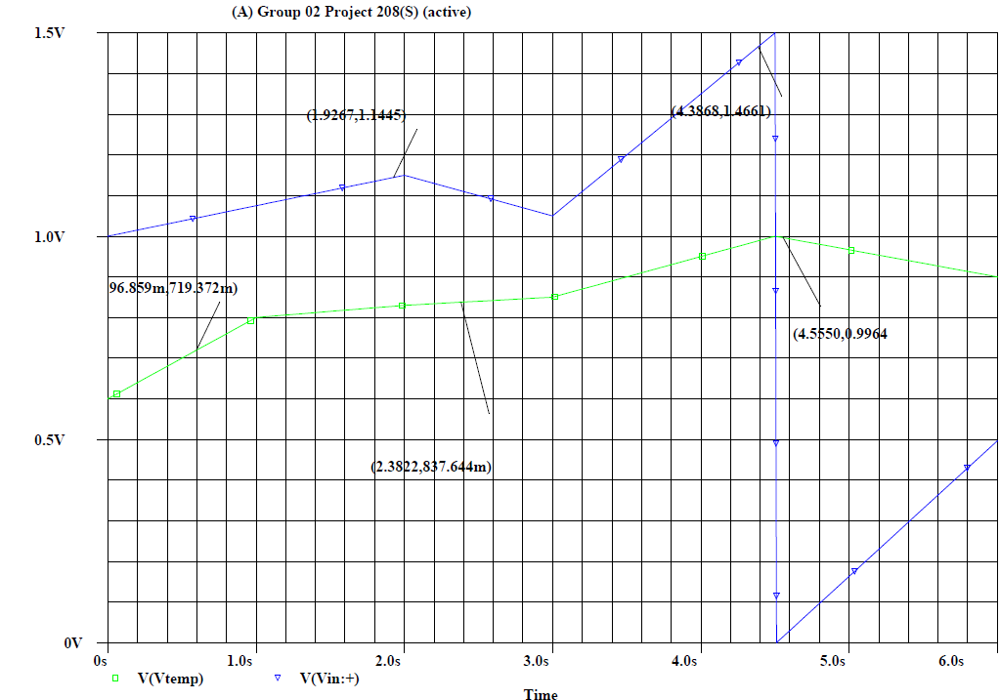 (A) Group 02 Project 208(S) (active)
1.5V
(1.9267,1.1445)
(4.3868,1.4661)
1.0V
96.859m,719.372m)
(4.5550,0.9964
0.5V
(2.3822,837.644m)
0V
0s 1.0s 2.0s 3.0s 4.0s 5.0s 6.0s
V(Vtemp) V(Vin:+)
Time